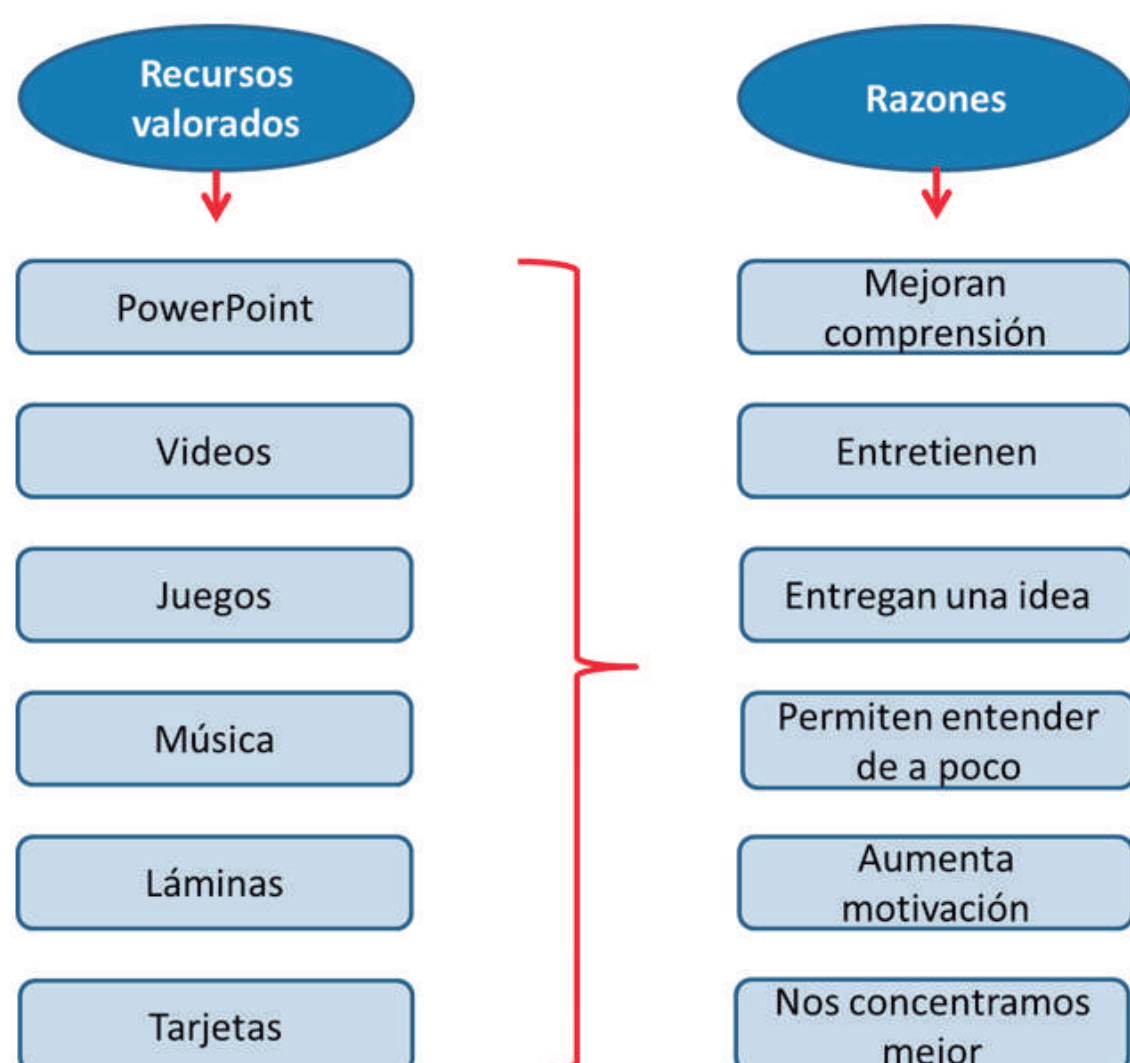 Recursos
valorados
PowerPoint
Videos
Juegos
Música
Láminas
Tarjetas
Razones
Mejoran
comprensión
Entretienen
Entregan una idea
Permiten entender
de a poco
Aumenta
motivación
Nos concentramos
mejor